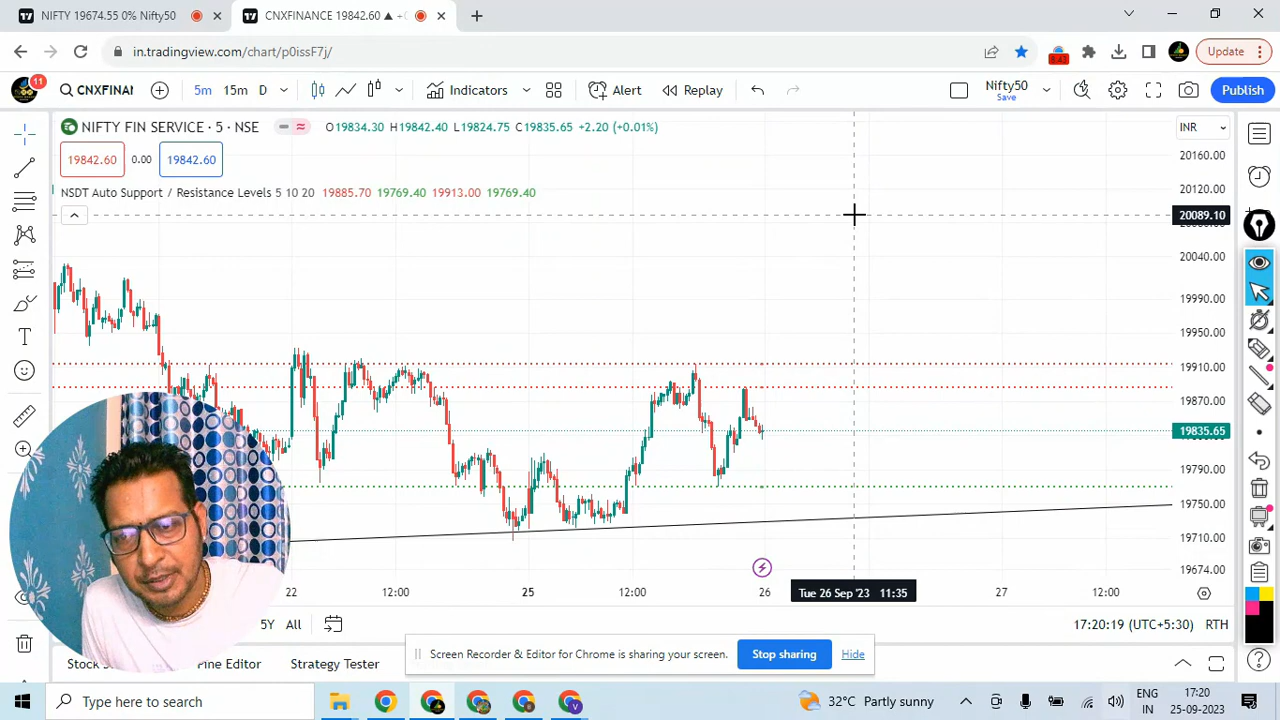 NIFTY 19674.55 0% Nifty50
CNXFINANCE 19842.60 ▲ +
in.tradingview.com/chart/p0issF7j/
Update
8:43
11
CNXFINAN
5m 15m D
Indicators
Alert
Replay
Nifty50
Save
Publish
NIFTY FIN SERVICE · 5 · NSE O19834.30 H19842.40 L19824.75 C19835.65 +2.20 (+0.01%)
INR
19842.60 0.00 19842.60
NSDT Auto Support / Resistance Levels 5 10 20 19885.70 19769.40 19913.00 19769.40
20160.00
20120.00
20089.10
20040.00
19990.00
19950.00
19910.00
19870.00
19835.65
19790.00
19750.00
19710.00
19674.00
22 12:00 25 12:00 26 Tue 26 Sep '23 11:35 27 12:00
5Y All
17:20:19 (UTC+5:30) RTH
Screen Recorder & Editor for Chrome is sharing your screen. Stop sharing Hide
Stock
Pine Editor
Strategy Tester
Type here to search
32°C Partly sunny
ENG
IN
17:20
25-09-2023